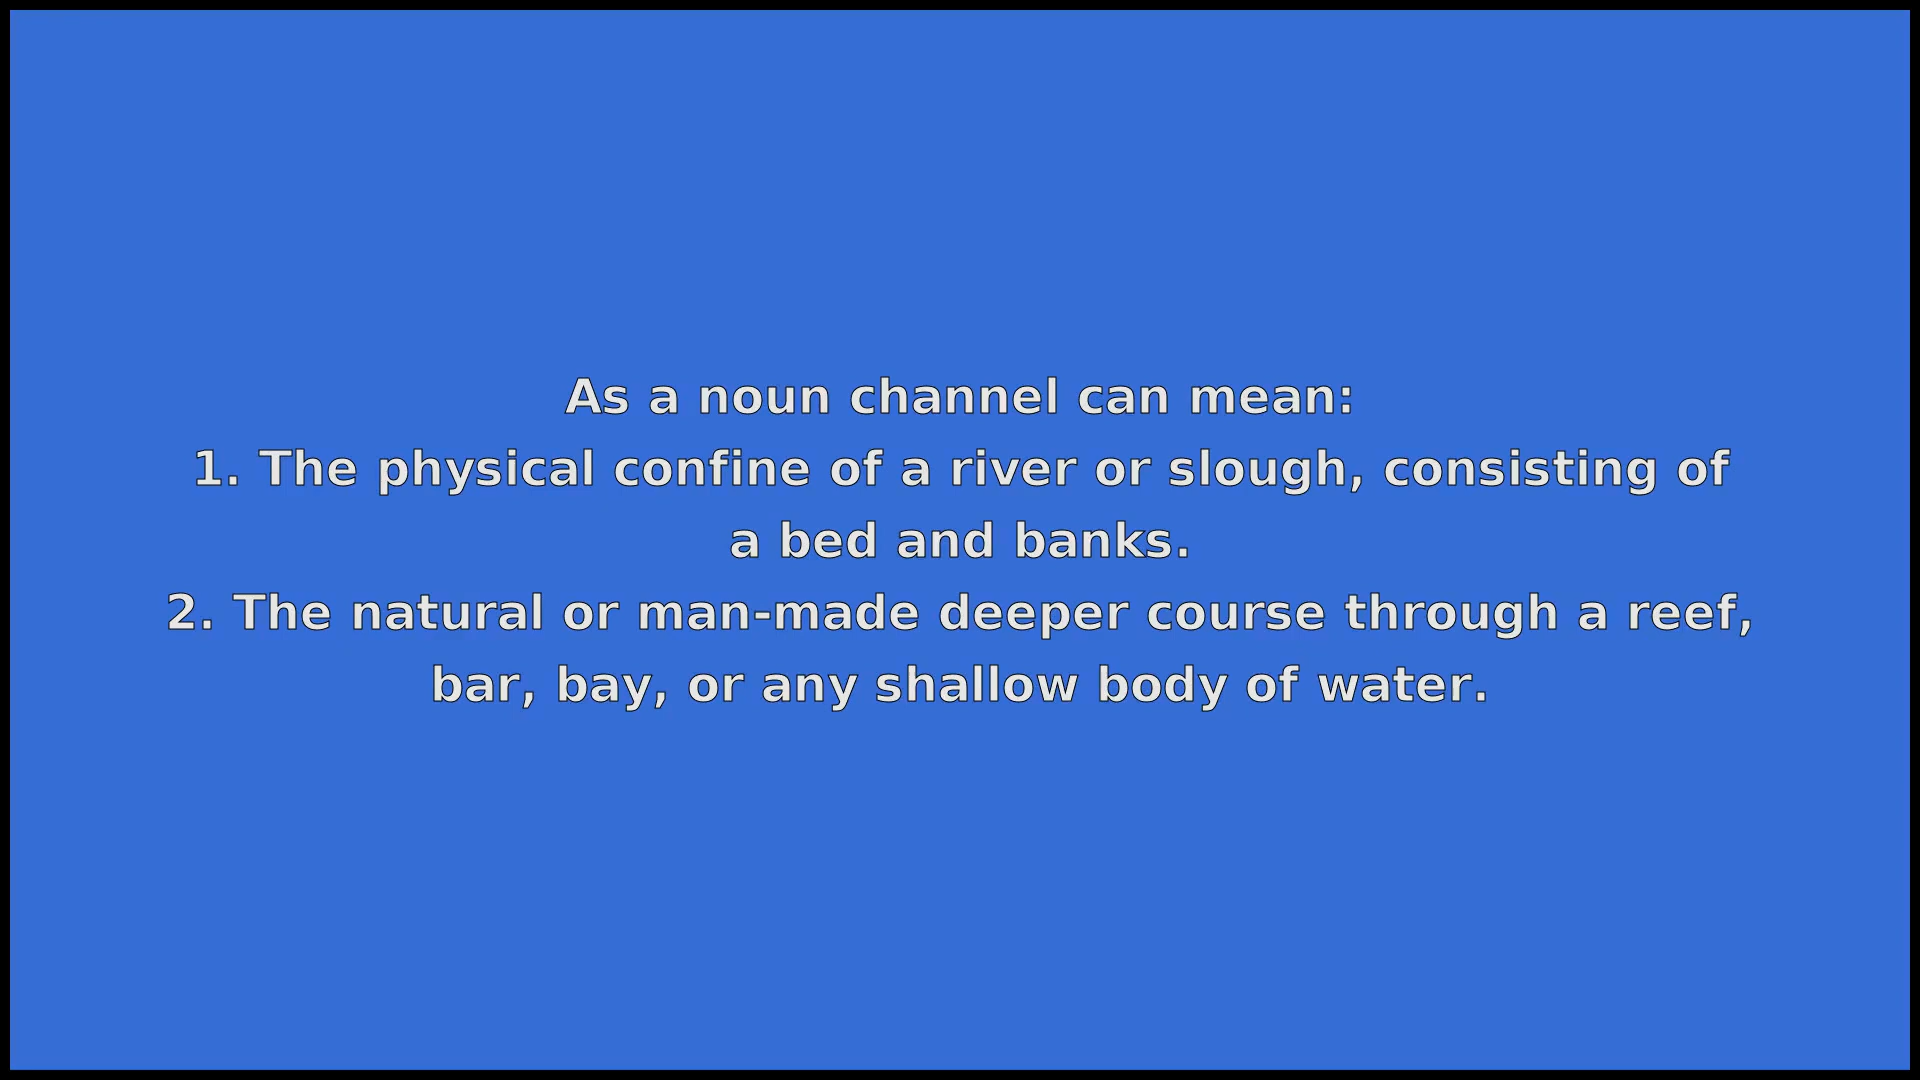 As a noun channel can mean:
1. The physical confine of a river or slough, consisting of
a bed and banks.
2. The natural or man-made deeper course through a reef,
bar, bay, or any shallow body of water.